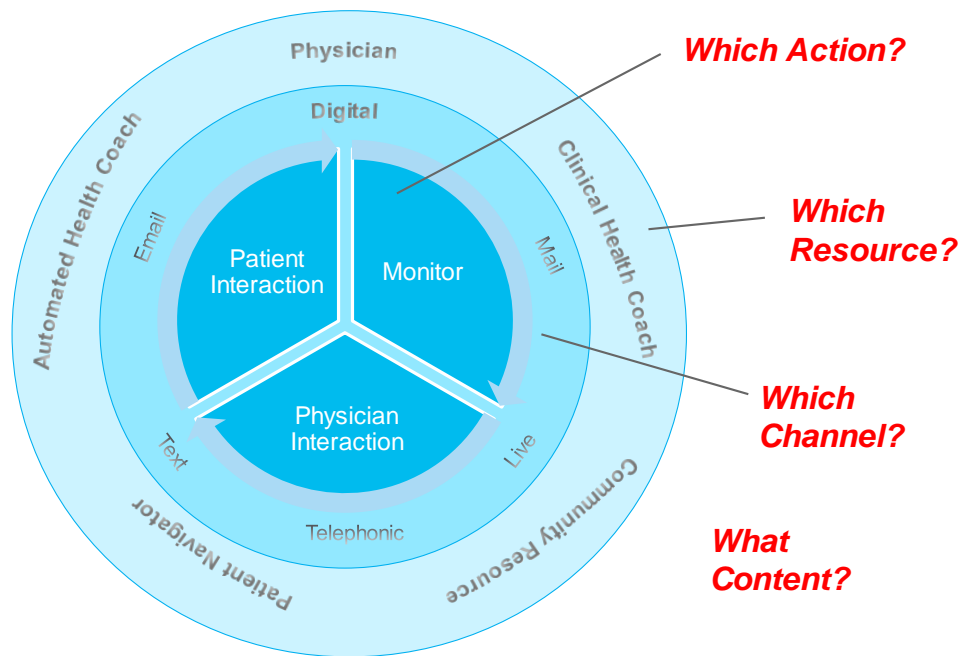 Physician
Which Action?
Digital
Automated Health Coach
Clinical Health Coach
Email
Mail
Which
Resource?
Patient
Interaction
Monitor
Which
Channel?
Physician
Interaction
Text
Live
Telephonic
Patient Navigator
Community Resource
What
Content?